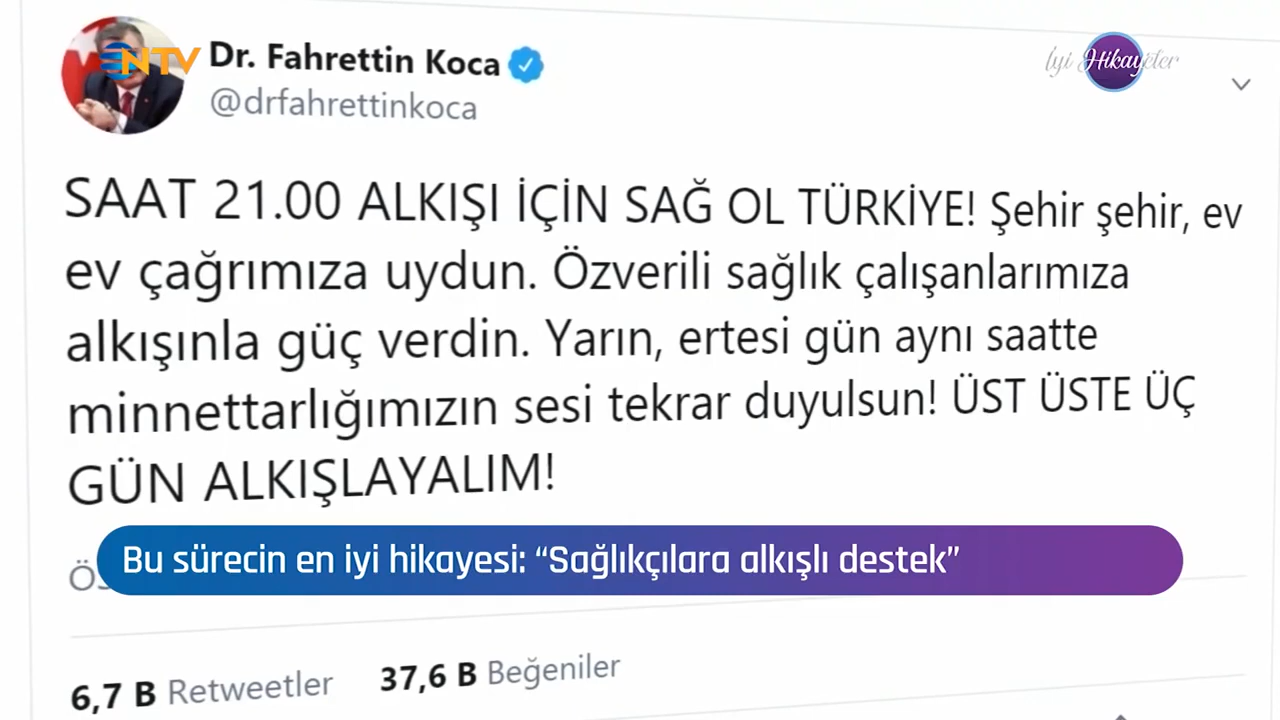 NTV
Dr. Fahrettin Koca
İyi Hikayeler
@drfahrettinkoca
SAAT 21.00 ALKIŞI İÇİN SAĞ OL TÜRKİYE! Şehir şehir, ev
ev çağrımıza uydun. Özverili sağlık çalışanlarımıza
alkışınla güç verdin. Yarın, ertesi gün aynı saatte
minnettarlığımızın sesi tekrar duyulsun! ÜST ÜSTE ÜÇ
GÜN ALKIŞLAYALIM!
Bu sürecin en iyi hikayesi: “Sağlıkçılara alkışlı destek”
6,7 B Retweetler 37,6 B Beğeniler